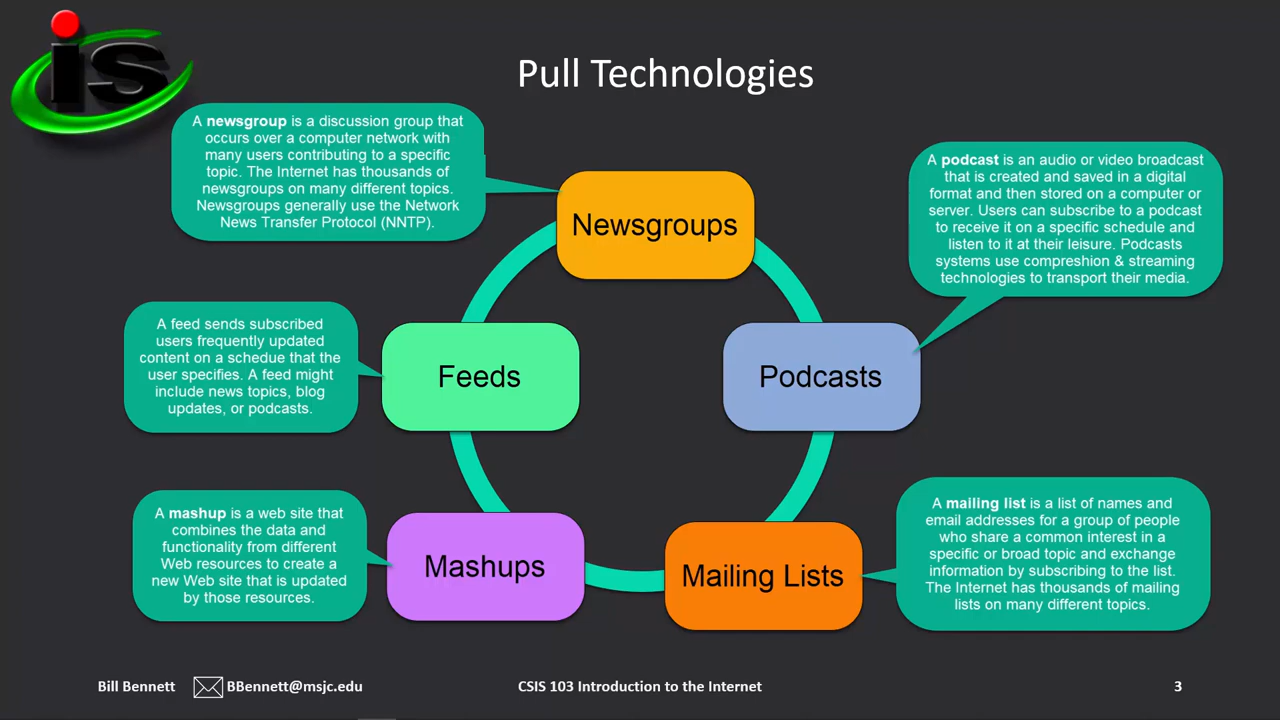 is
Pull Technologies
A newsgroup is a discussion group that
occurs over a computer network with
many users contributing to a specific
topic. The Internet has thousands of
newsgroups on many different topics.
Newsgroups generally use the Network
News Transfer Protocol (NNTP).
Newsgroups
A podcast is an audio or video broadcast
that is created and saved in a digital
format and then stored on a computer or
server. Users can subscribe to a podcast
to receive it on a specific schedule and
listen to it at their leisure. Podcasts
systems use compreshion & streaming
technologies to transport their media.
A feed sends subscribed
users frequently updated
content on a schedue that the
user specifies. A feed might
include news topics, blog
updates, or podcasts.
Feeds
Podcasts
A mashup is a web site that
combines the data and
functionality from different
Web resources to create a
new Web site that is updated
by those resources.
Mashups
Mailing Lists
A mailing list is a list of names and
email addresses for a group of people
who share a common interest in a
specific or broad topic and exchange
information by subscribing to the list.
The Internet has thousands of mailing
lists on many different topics.
Bill Bennett BBennett@msjc.edu
CSIS 103 Introduction to the Internet
3